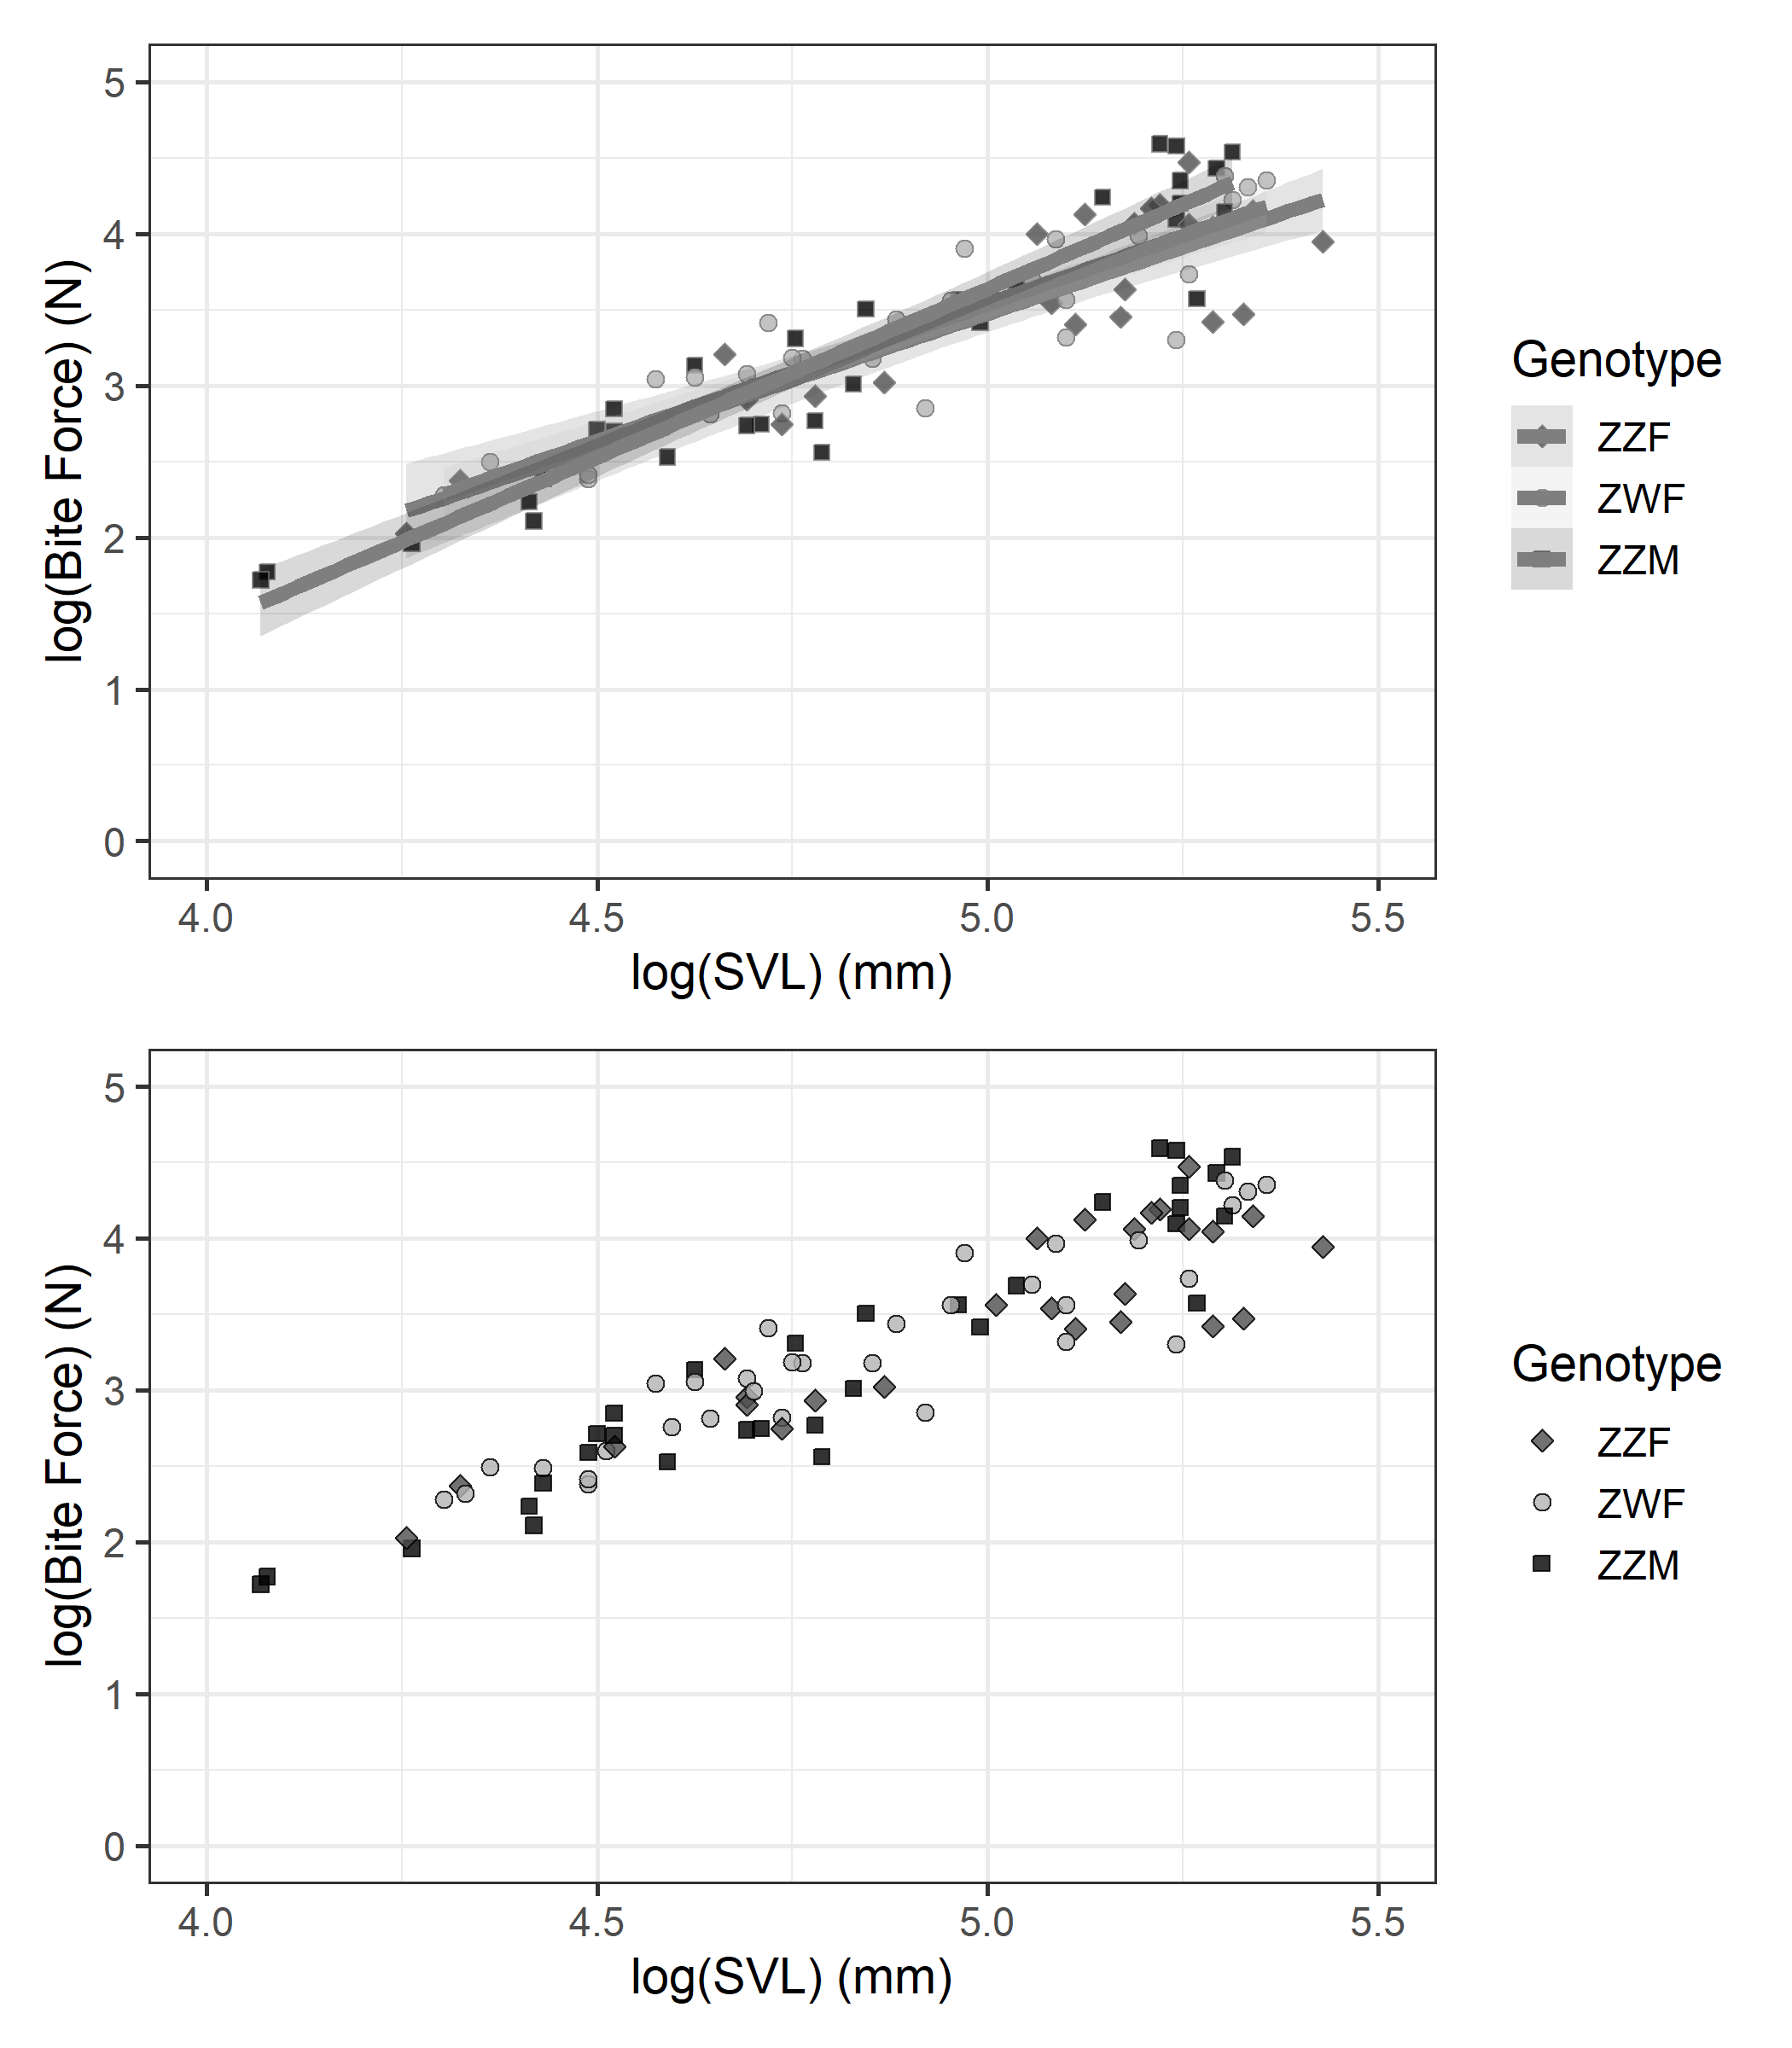 5
4
3
2
1
0
log(Bite Force) (N)
4.0 4.5 5.0 5.5
log(SVL) (mm)
Genotype
ZZF
ZWF
ZZM
5
4
3
2
1
0
log(Bite Force) (N)
4.0 4.5 5.0 5.5
log(SVL) (mm)
Genotype
ZZF
ZWF
ZZM